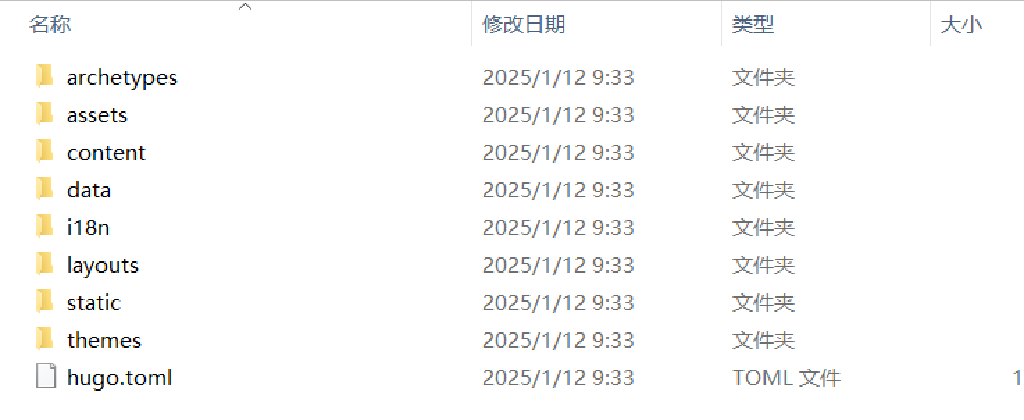 名称 修改日期 类型 大小
archetypes 2025/1/12 9:33 文件夹
assets 2025/1/12 9:33 文件夹
content 2025/1/12 9:33 文件夹
data 2025/1/12 9:33 文件夹
i18n 2025/1/12 9:33 文件夹
layouts 2025/1/12 9:33 文件夹
static 2025/1/12 9:33 文件夹
themes 2025/1/12 9:33 文件夹
hugo.toml 2025/1/12 9:33 TOML 文件 1